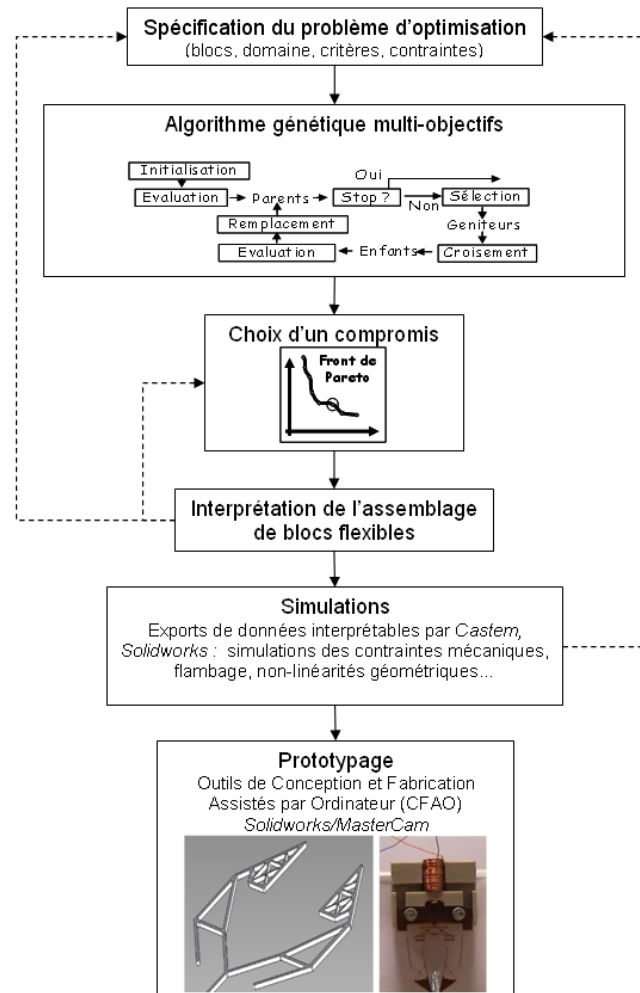 Spécification du problème d'optimisation
(blocs, domaine, critères, contraintes)
Algorithme génétique multi-objectifs
Initialisation
Evaluation
Parents
Stop ?
Oui
Non
Sélection
Geniteurs
Croisement
Enfants
Evaluation
Remplacement
Choix d'un compromis
Front de
Pareto
Interprétation de l'assemblage
de blocs flexibles
Simulations
Exports de données interprétables par Castem,
Solidworks : simulations des contraintes mécaniques,
flambage, non-linéarités géométriques...
Prototypage
Outils de Conception et Fabrication
Assistés par Ordinateur (CFAO)
Solidworks/MasterCam